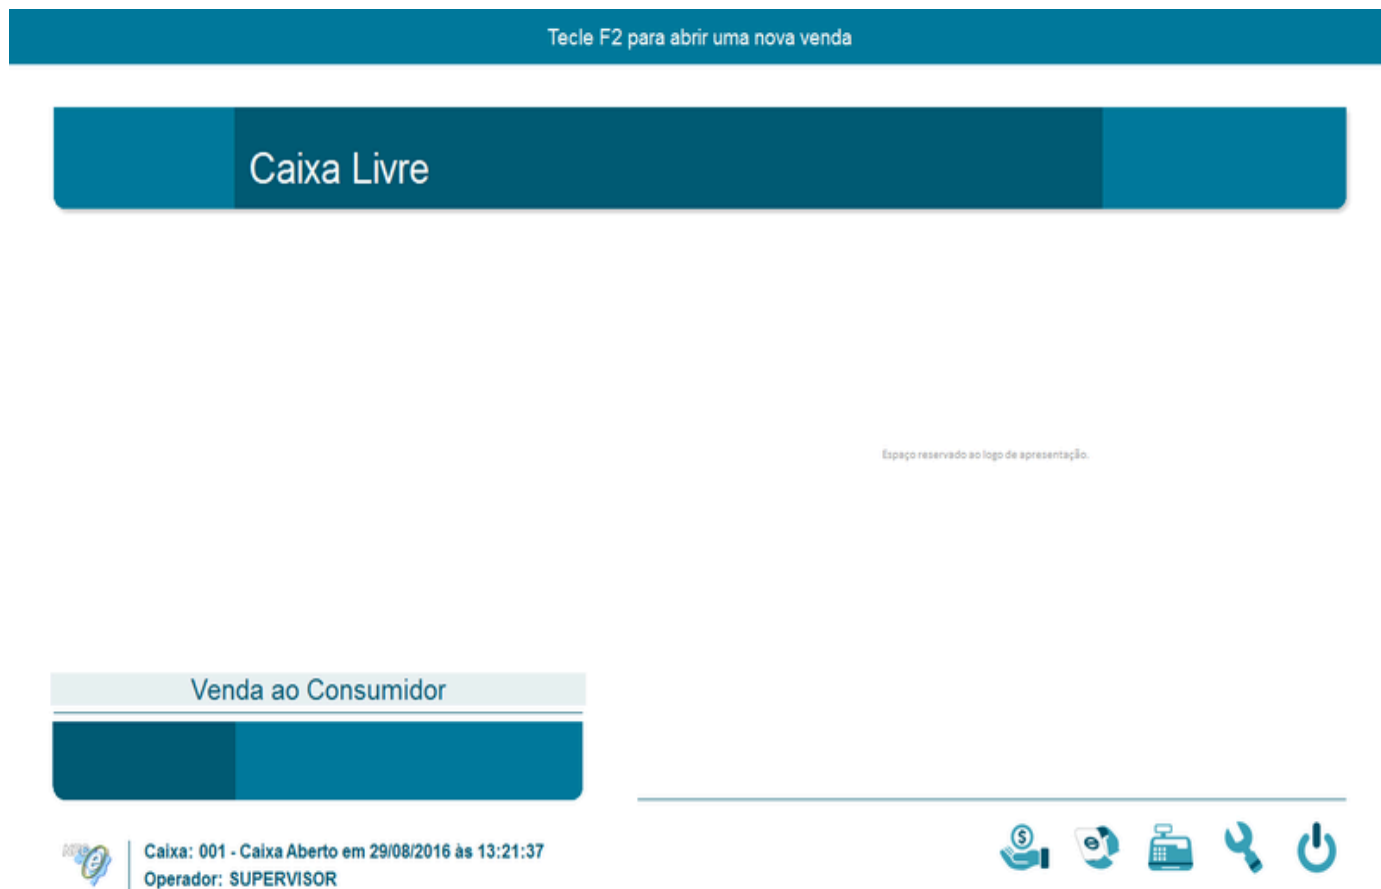 Tecle F2 para abrir uma nova venda
Caixa Livre
Espaço reservado ao logo de apresentação.
Venda ao Consumidor
Caixa: 001 - Caixa Aberto em 29/08/2016 às 13:21:37
Operador: SUPERVISOR